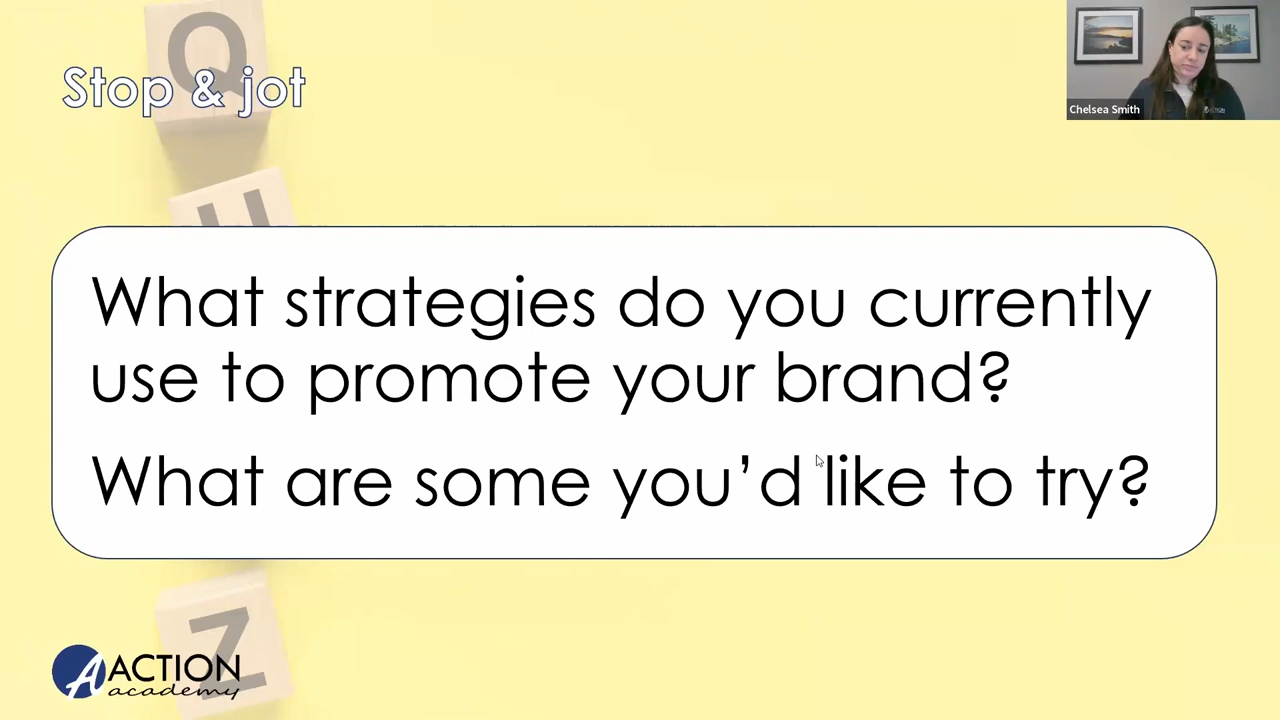 Q
Stop & jot
U
Chelsea Smith
What strategies do you currently
use to promote your brand?
What are some you’d like to try?
Z
A ACTION
academy